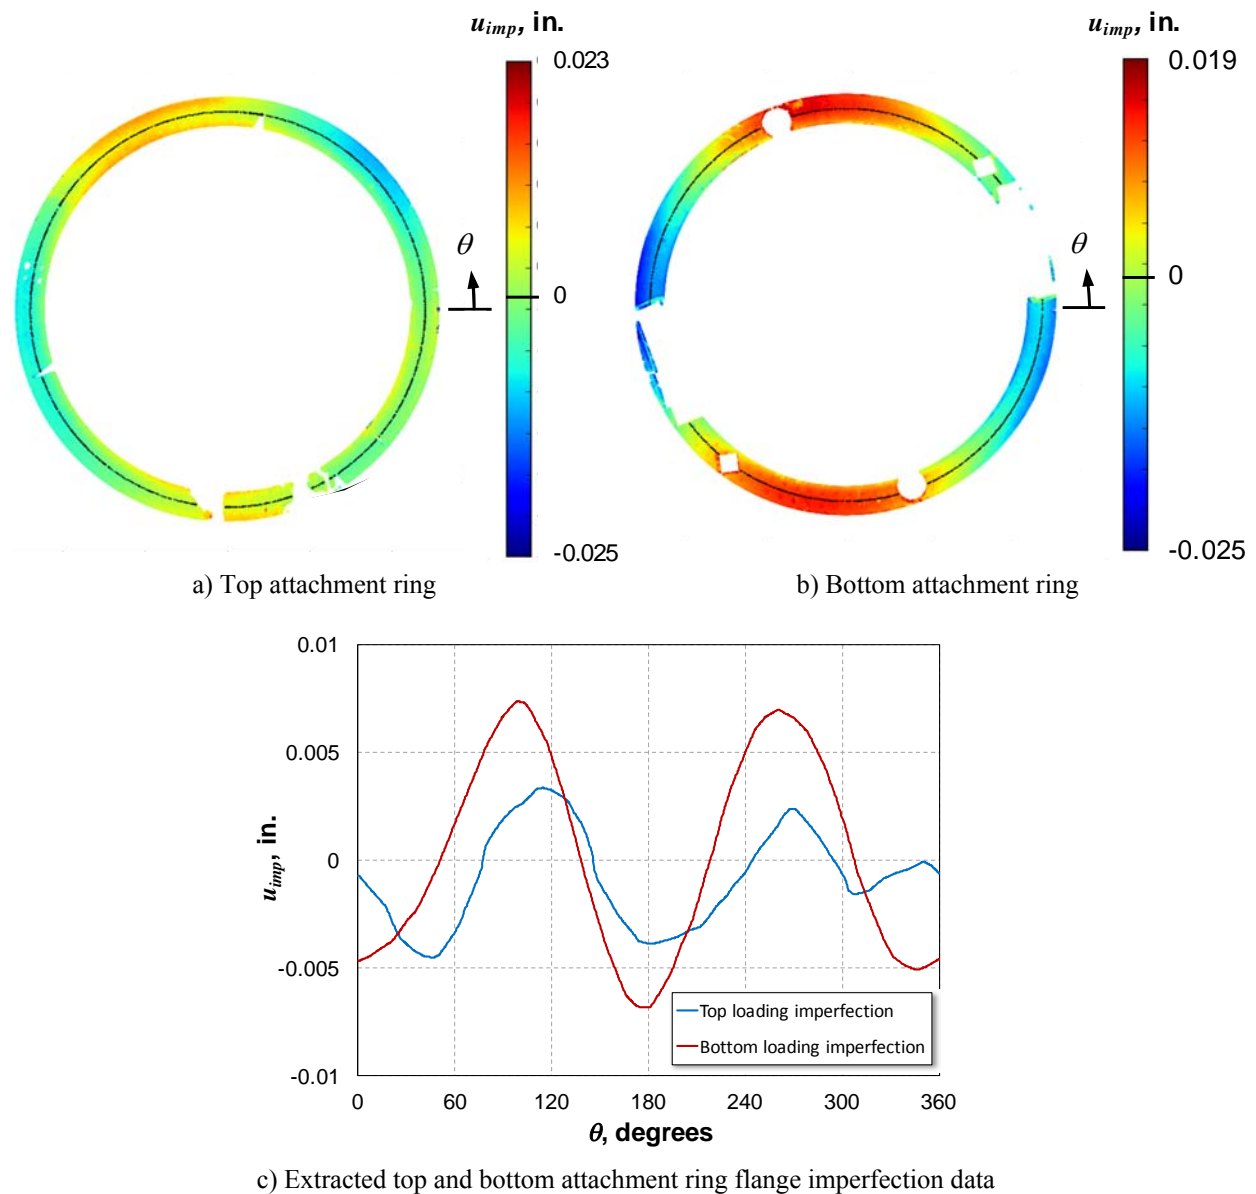 u_imp, in.
0.023
0
-0.025
θ
a) Top attachment ring
u_imp, in.
0.019
0
-0.025
θ
b) Bottom attachment ring
0.01
0.005
0
-0.005
-0.01
u_imp, in.
Top loading imperfection
Bottom loading imperfection
0 60 120 180 240 300 360
θ, degrees
c) Extracted top and bottom attachment ring flange imperfection data